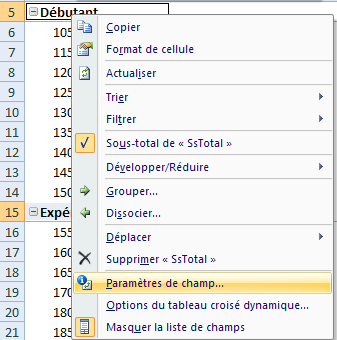 5 Débutant
6 105
Copier
7 115
Format de cellule
8 120
Actualiser
9 125
Trier
10 130
Filtrer
11 130
12 140
Sous-total de « SsTotal »
13 140
Développer/Réduire
14 150
Grouper...
15 Expé
Dissocier...
16 155
Déplacer
17 160
Supprimer « SsTotal »
18 165
Paramètres de champ...
19 170
Options du tableau croisé dynamique...
20 180
Masquer la liste de champs
21 185